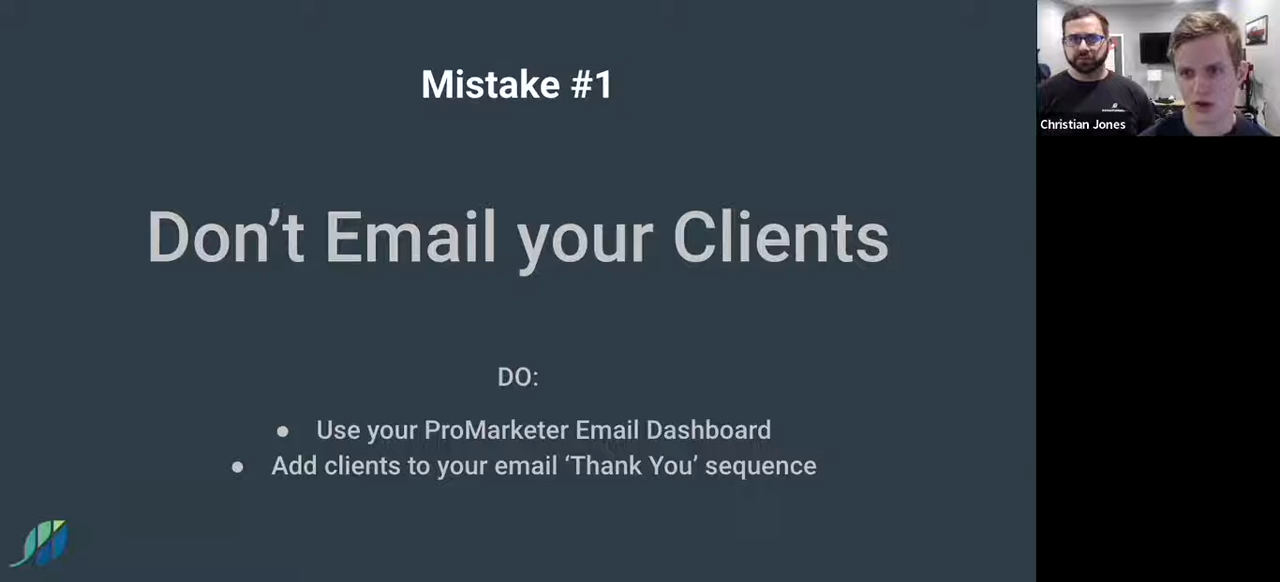 Mistake #1
Don’t Email your Clients
DO:
● Use your ProMarketer Email Dashboard
● Add clients to your email ‘Thank You’ sequence
Christian Jones